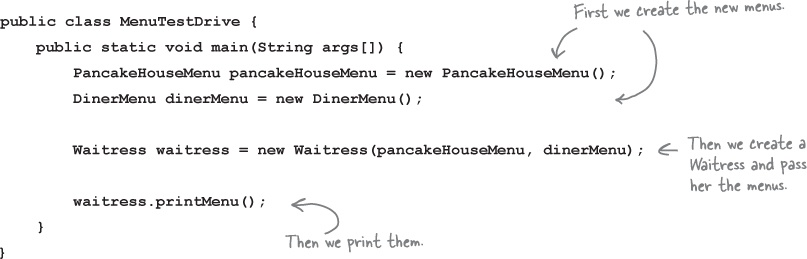 First we create the new menus.
public class MenuTestDrive {
public static void main(String args[]) {
PancakeHouseMenu pancakeHouseMenu = new PancakeHouseMenu();
DinerMenu dinerMenu = new DinerMenu();
Waitress waitress = new Waitress(pancakeHouseMenu, dinerMenu);
Then we create a
Waitress and pass
her the menus.
waitress.printMenu();
}
Then we print them.
}